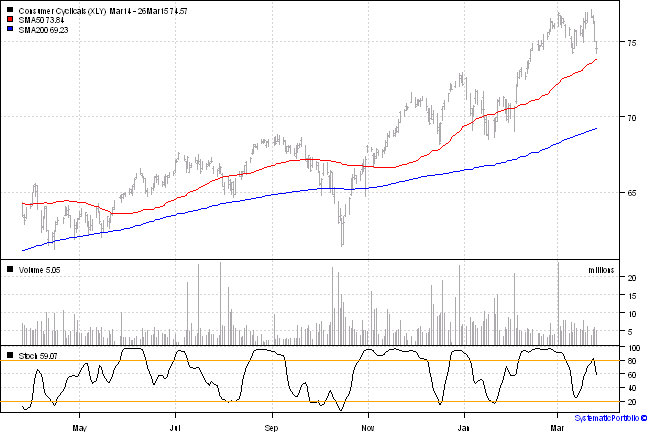 Consumer Cyclicals (XLY) Mar14 - 26Mar15 74.57
SMA50 73.84
SMA200 69.23
75
70
65
Volume 5.05
millions
20
15
10
5
Stoch 59.07
100
80
60
40
20
May
Jul
Sep
Nov
Jan
Mar
SystematicPortfolio ©